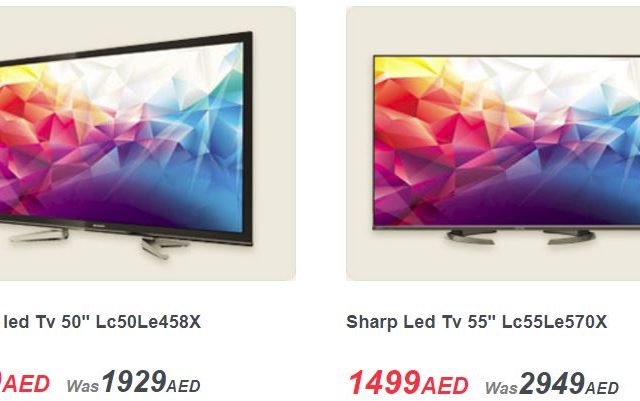 led Tv 50" Lc50Le458X
AED Was1929AED
Sharp Led Tv 55" Lc55Le570X
1499AED Was2949AED